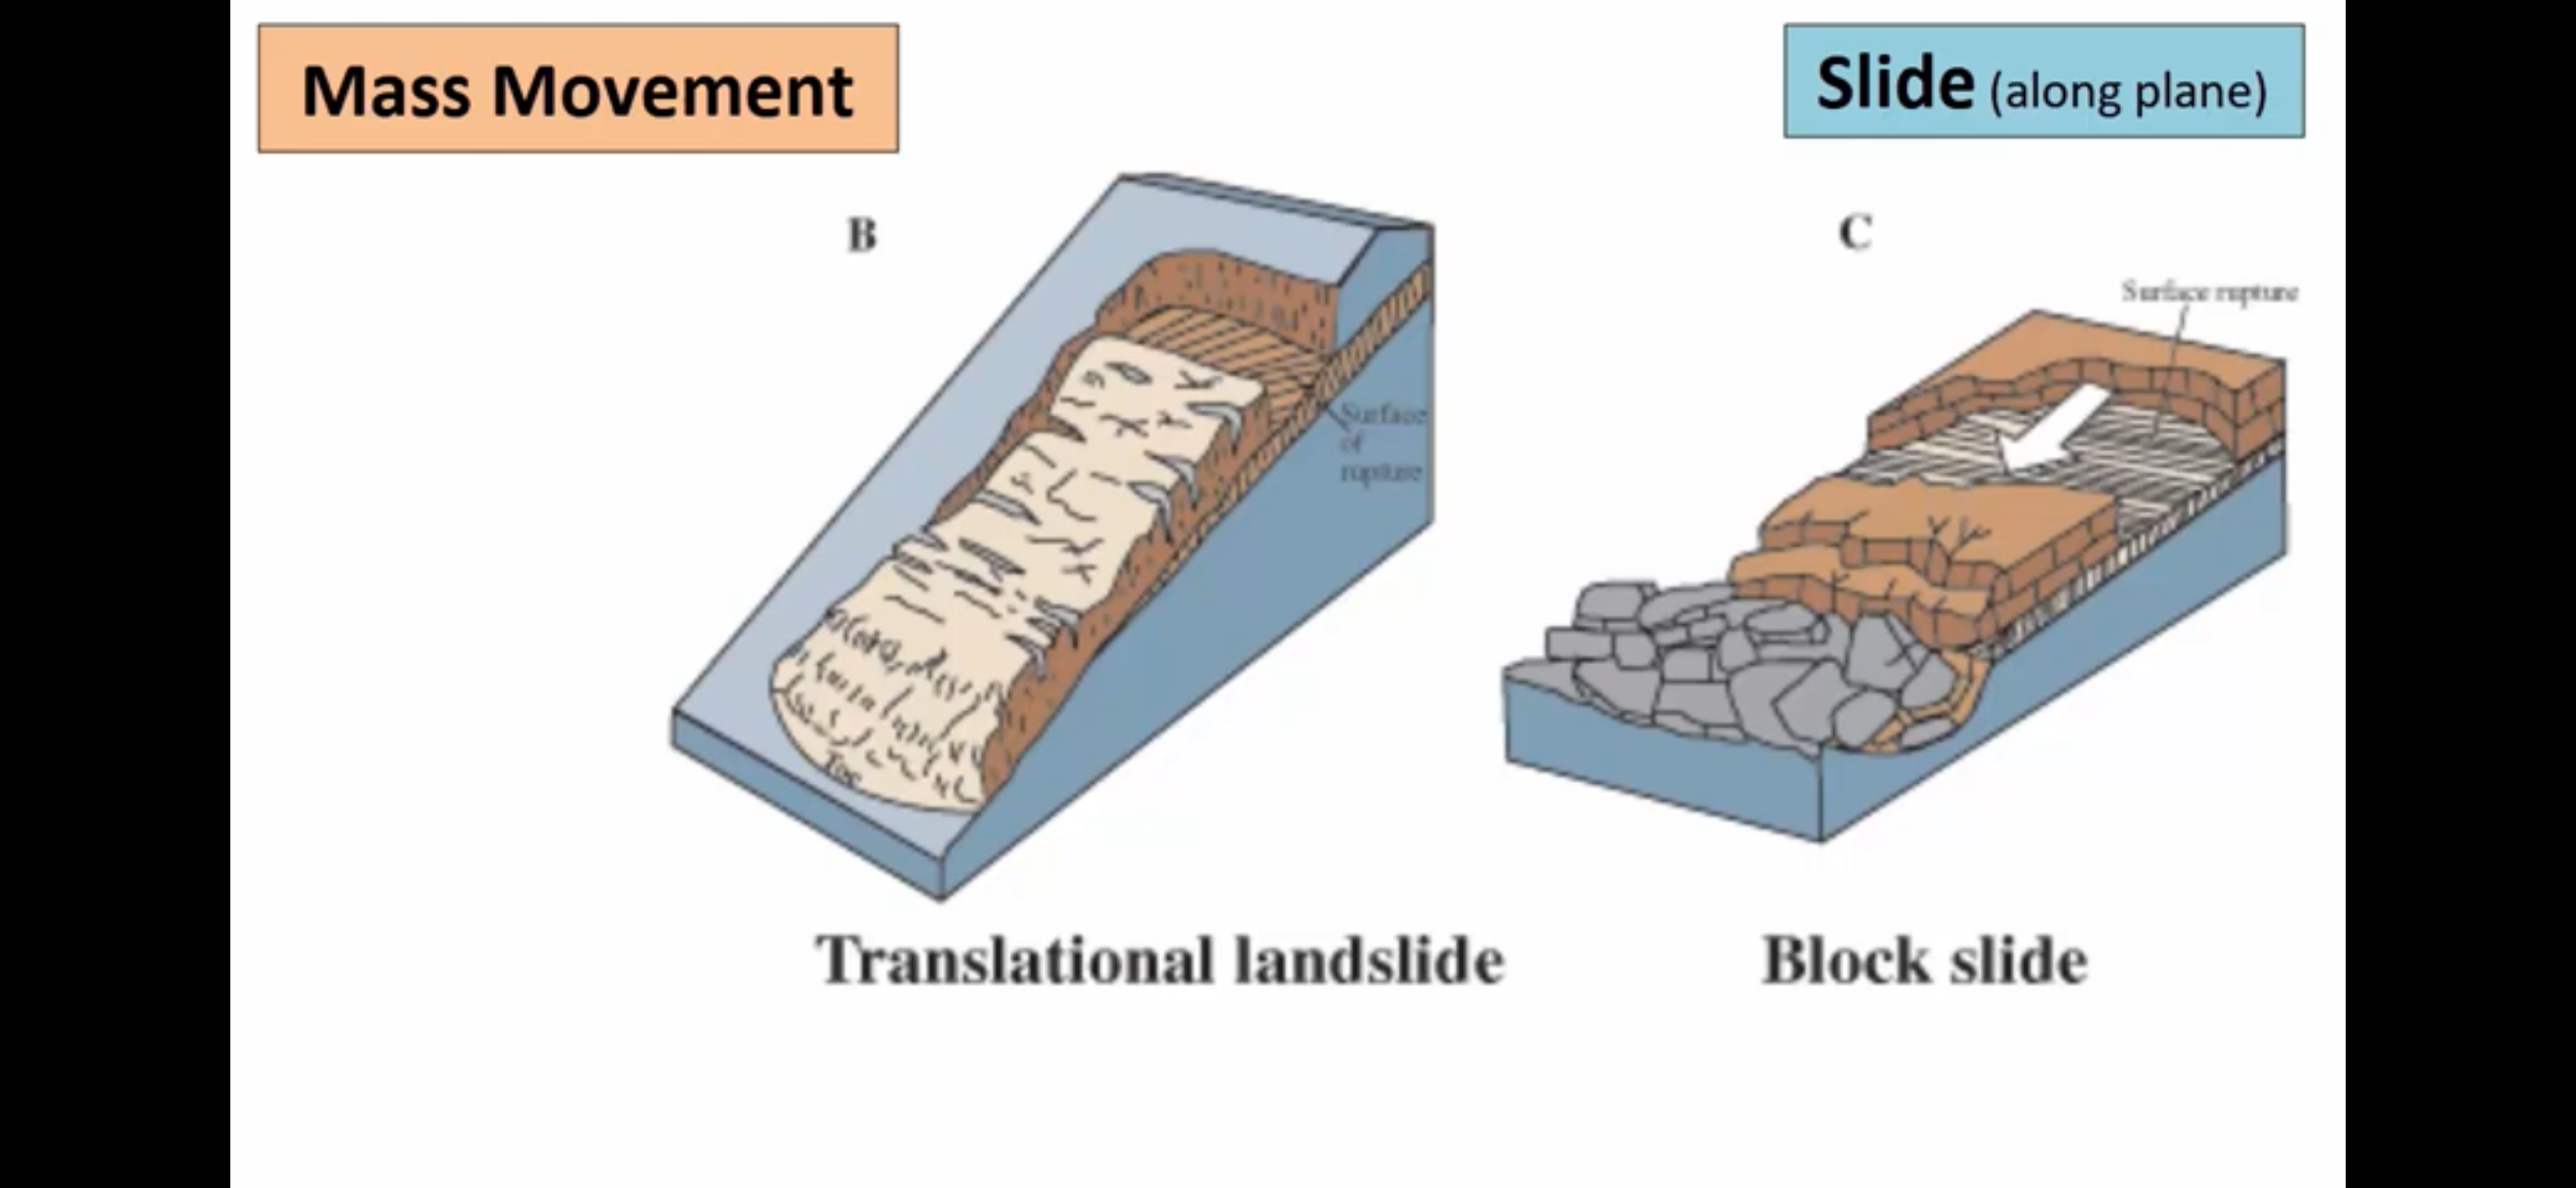 Mass Movement
Slide (along plane)
B
C
Surface rupture
Surface
of
rupture
Toe
Translational landslide
Block slide